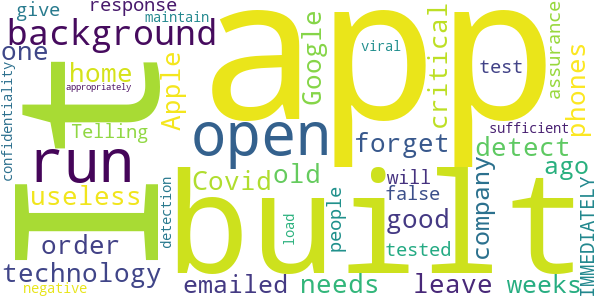 give
response
maintain
background
one
home
appropriately
confidentiality
Telling
It
Apple
app
Google
viral
critical
test
assurance
phones
run
open
forget
sufficient
detect
ago
useless
Covid
old
built
will
false
good
company
IMMEDIATELY
order
detection
load
people
tested
technology
negative
emailed
needs
leave
weeks